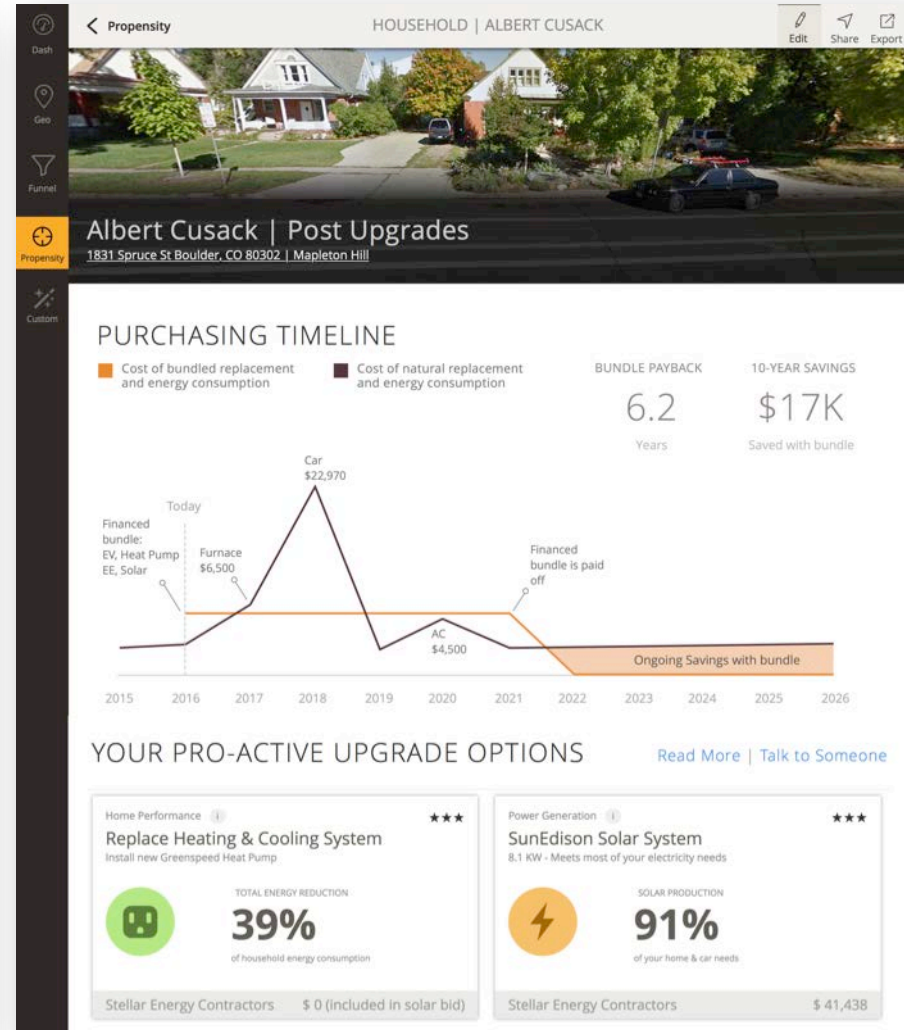 Dash
Geo
Funnel
Propensity
Custom
Propensity
HOUSEHOLD | ALBERT CUSACK
Edit
Share
Export
Albert Cusack | Post Upgrades
1831 Spruce St Boulder, CO 80302 | Mapleton Hill
PURCHASING TIMELINE
Cost of bundled replacement
and energy consumption
Cost of natural replacement
and energy consumption
BUNDLE PAYBACK
6.2
Years
10-YEAR SAVINGS
$17K
Saved with bundle
Today
Financed
bundle:
EV, Heat Pump
EE, Solar
Furnace
$6,500
Car
$22,970
AC
$4,500
Financed
bundle is paid
off
Ongoing Savings with bundle
2015 2016 2017 2018 2019 2020 2021 2022 2023 2024 2025 2026
YOUR PRO-ACTIVE UPGRADE OPTIONS
Read More | Talk to Someone
Home Performance i
★★★
Replace Heating & Cooling System
Install new Greenspeed Heat Pump
TOTAL ENERGY REDUCTION
39%
of household energy consumption
Stellar Energy Contractors $ 0 (included in solar bid)
Power Generation i
★★★
SunEdison Solar System
8.1 KW - Meets most of your electricity needs
SOLAR PRODUCTION
91%
of your home & car needs
Stellar Energy Contractors $ 41,438